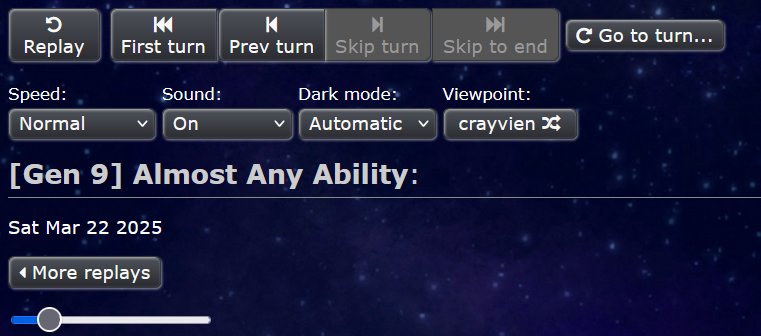 Replay First turn Prev turn Skip turn Skip to end Go to turn...
Speed: Sound: Dark mode: Viewpoint:
Normal On Automatic crayvien
[Gen 9] Almost Any Ability:
Sat Mar 22 2025
More replays